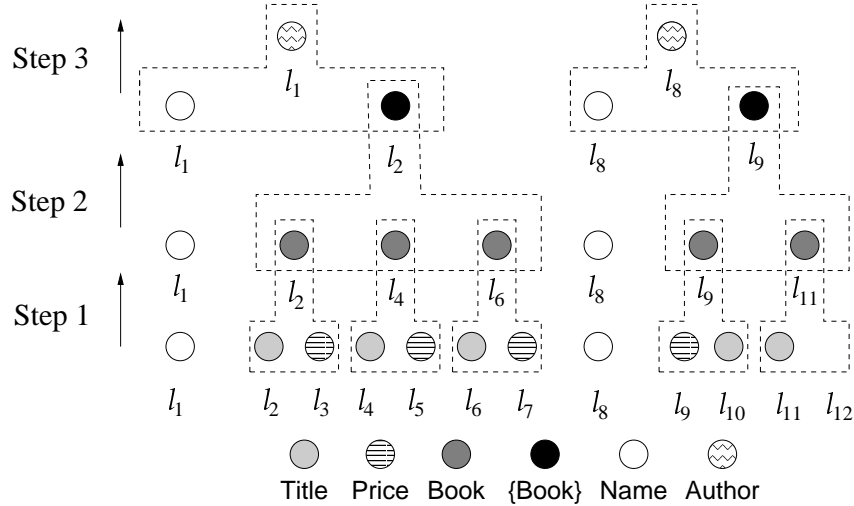 Step 3
l1 l8
l1 l2 l8 l9
Step 2
l1 l2 l4 l6 l8 l9 l11
Step 1
l1 l2 l3 l4 l5 l6 l7 l8 l9 l10 l11 l12
Title Price Book {Book} Name Author